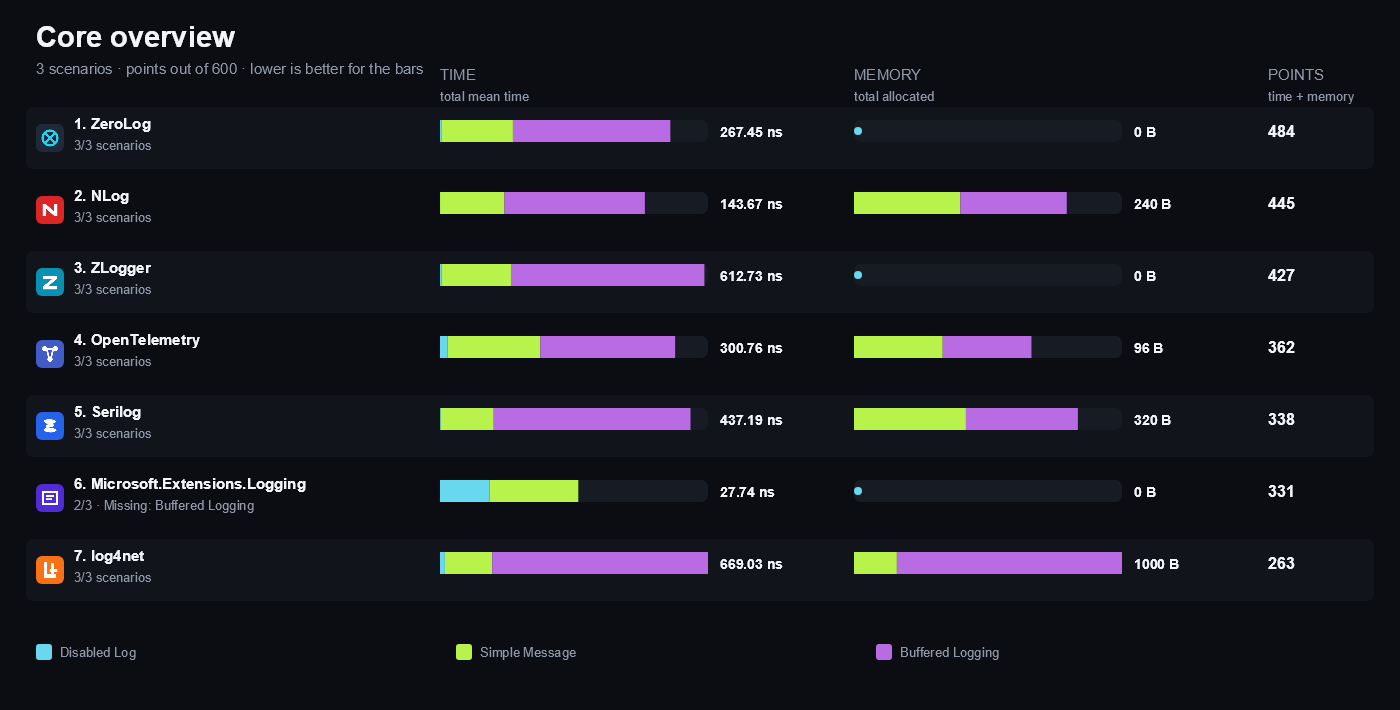 Core overview
3 scenarios · points out of 600 · lower is better for the bars
TIME
total mean time
MEMORY
total allocated
POINTS
time + memory
1. ZeroLog
3/3 scenarios
267.45 ns
0 B
484
2. NLog
3/3 scenarios
143.67 ns
240 B
445
3. ZLogger
3/3 scenarios
612.73 ns
0 B
427
4. OpenTelemetry
3/3 scenarios
300.76 ns
96 B
362
5. Serilog
3/3 scenarios
437.19 ns
320 B
338
6. Microsoft.Extensions.Logging
2/3 · Missing: Buffered Logging
27.74 ns
0 B
331
7. log4net
3/3 scenarios
669.03 ns
1000 B
263
Disabled Log
Simple Message
Buffered Logging